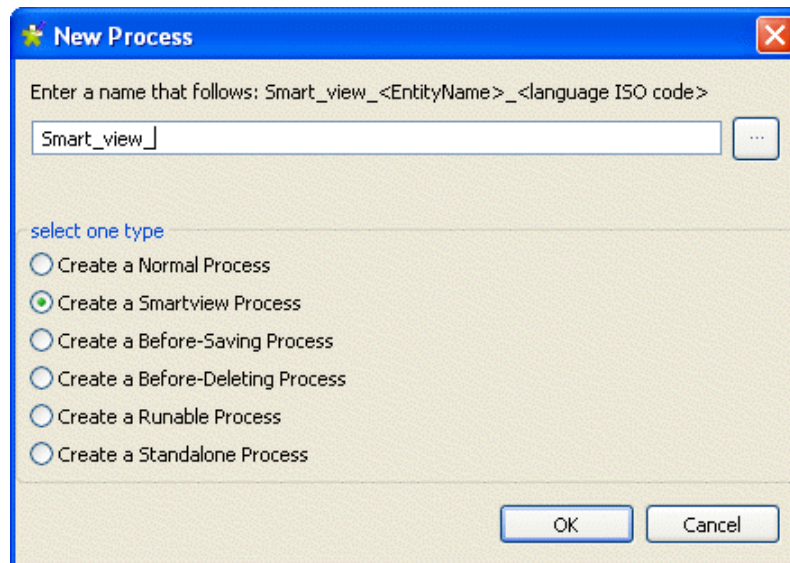 New Process
Enter a name that follows: Smart_view_<EntityName>_<language ISO code>
Smart_view_
...
select one type
Create a Normal Process
Create a Smartview Process
Create a Before-Saving Process
Create a Before-Deleting Process
Create a Runable Process
Create a Standalone Process
OK Cancel